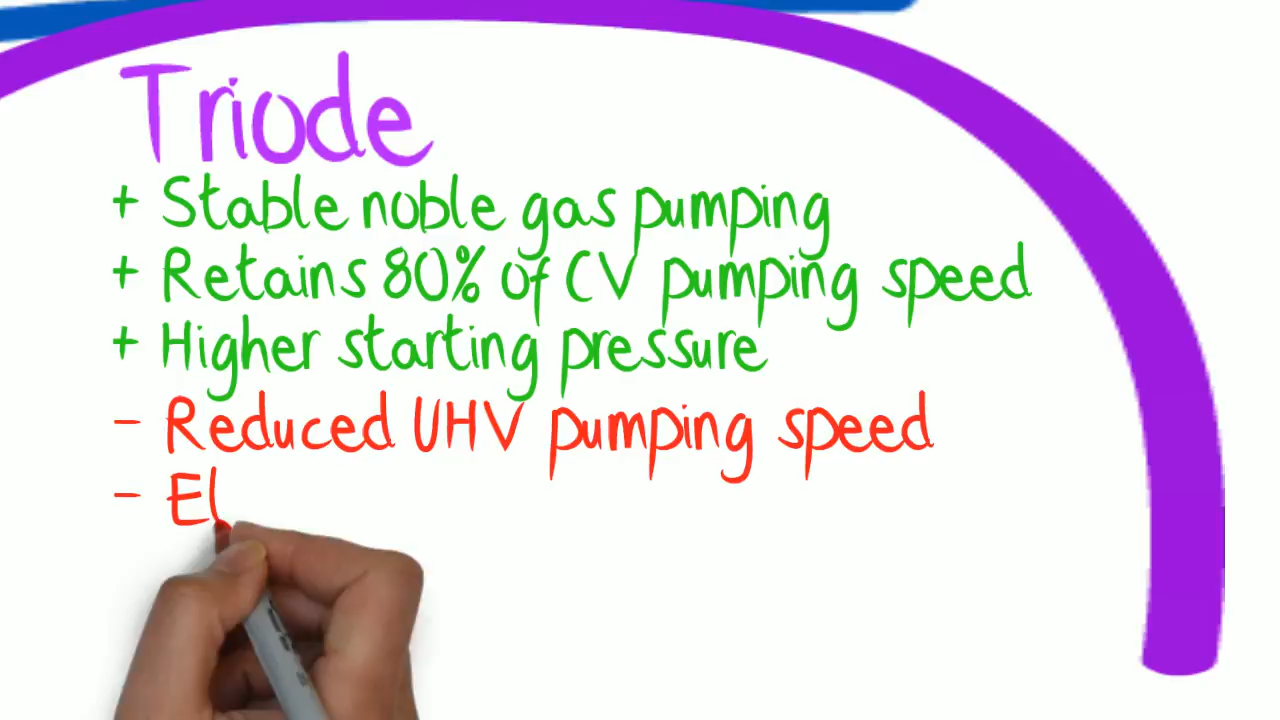 Triode
+ Stable noble gas pumping
+ Retains 80% of CV pumping speed
+ Higher starting pressure
- Reduced UHV pumping speed
- El